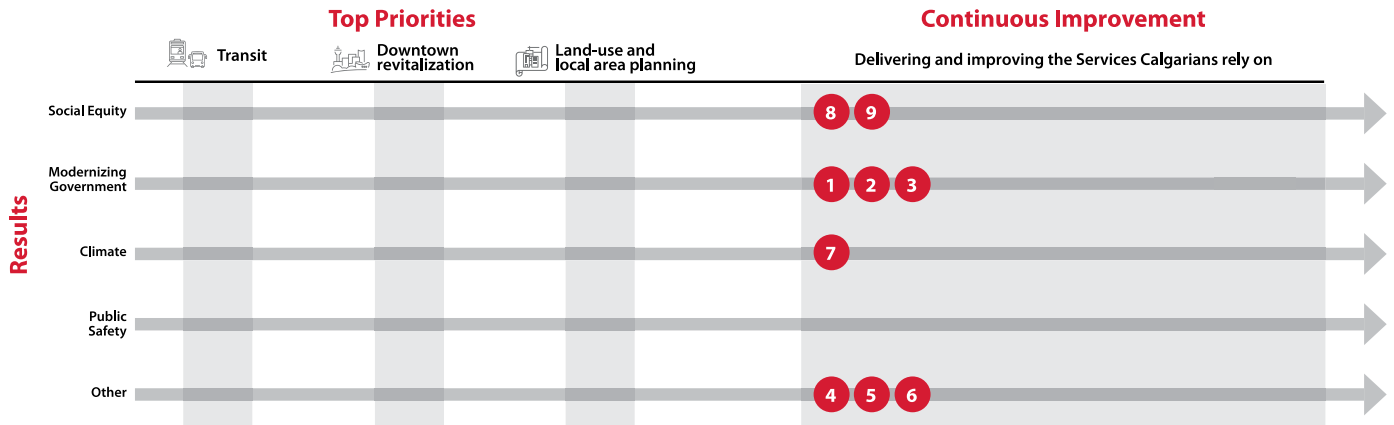 Top Priorities
Continuous Improvement
Transit
Downtown
revitalization
Land-use and
local area planning
Delivering and improving the Services Calgarians rely on
Results
Social Equity
8 9
Modernizing
Government
1 2 3
Climate
7
Public
Safety
Other
4 5 6